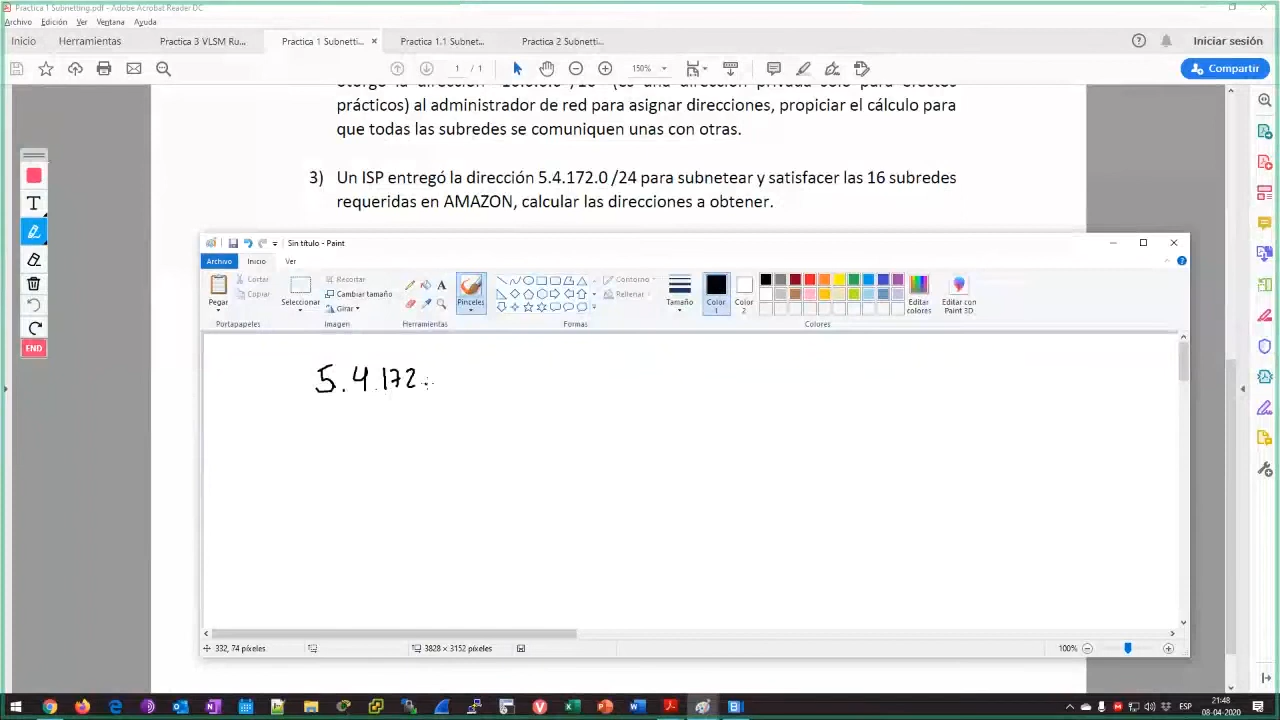 Practica 1 Subnetting.pdf - Adobe Acrobat Reader DC
Archivo Edición Ver Ventana Ayuda
Inicio Herramientas Practica 3 VLSM Ru... Practica 1 Subnetti... × Practica 1.1 Subnet... Practica 2 Subnetti... Iniciar sesión
1 / 1 150% Compartir
prácticos) al administrador de red para asignar direcciones, propiciar el cálculo para
que todas las subredes se comuniquen unas con otras.
3) Un ISP entregó la dirección 5.4.172.0 /24 para subnetear y satisfacer las 16 subredes
requeridas en AMAZON, calcular las direcciones a obtener.
T
END
Sin título - Paint
Archivo Inicio Ver
Pegar Cortar Copiar Seleccionar Recortar Cambiar tamaño Girar A Pinceles Contorno Rellenar Tamaño Color 1 Color 2 Editar colores Editar con Paint 3D
Portapapeles Imagen Herramientas Formas Colores
5.4.172.
332, 74 píxeles 3828 × 3152 píxeles 100%
ESP 21:48
08-04-2020